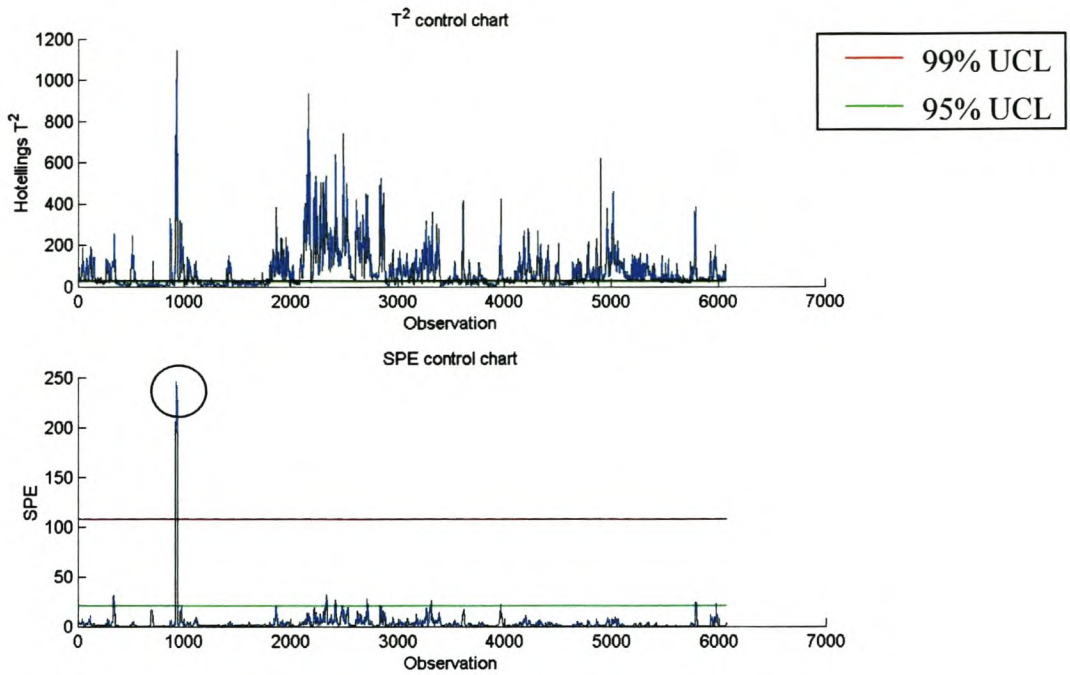 T² control chart
1200
1000
800
600
400
200
0
Hotellings T²
0 1000 2000 3000 4000 5000 6000 7000
Observation
99% UCL
95% UCL
SPE control chart
250
200
150
100
50
0
SPE
0 1000 2000 3000 4000 5000 6000 7000
Observation